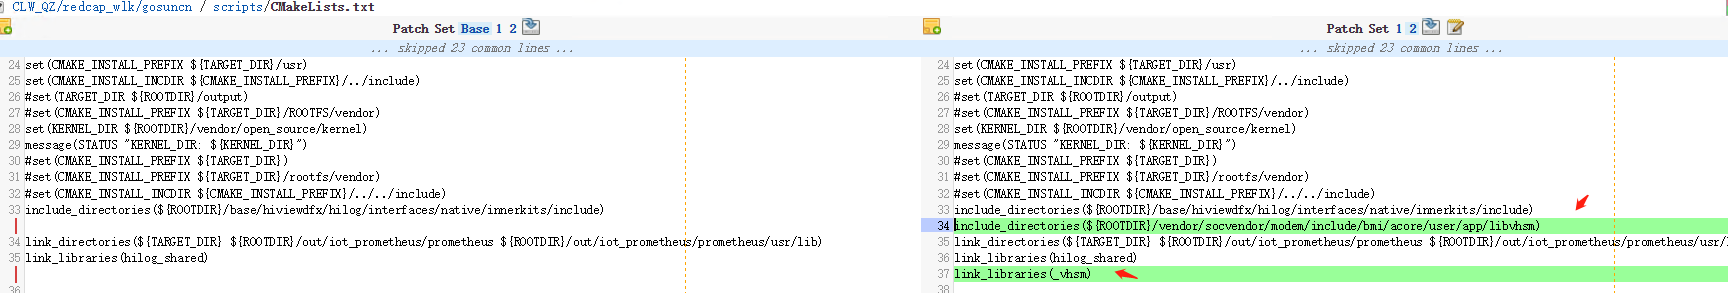 CLW_QZ/redcap_wlk/gosuncn / scripts/CMakeLists.txt
Patch Set Base 1 2
... skipped 23 common lines ...
24 set(CMAKE_INSTALL_PREFIX ${TARGET_DIR}/usr)
25 set(CMAKE_INSTALL_INCDIR ${CMAKE_INSTALL_PREFIX}/../include)
26 #set(TARGET_DIR ${ROOTDIR}/output)
27 #set(CMAKE_INSTALL_PREFIX ${TARGET_DIR}/ROOTFS/vendor)
28 set(KERNEL_DIR ${ROOTDIR}/vendor/open_source/kernel)
29 message(STATUS "KERNEL_DIR: ${KERNEL_DIR}")
30 #set(CMAKE_INSTALL_PREFIX ${TARGET_DIR})
31 #set(CMAKE_INSTALL_PREFIX ${TARGET_DIR}/rootfs/vendor)
32 #set(CMAKE_INSTALL_INCDIR ${CMAKE_INSTALL_PREFIX}/../../include)
33 include_directories(${ROOTDIR}/base/hiviewdfx/hilog/interfaces/native/innerkits/include)
34 link_directories(${TARGET_DIR} ${ROOTDIR}/out/iot_prometheus/prometheus ${ROOTDIR}/out/iot_prometheus/prometheus/usr/lib)
35 link_libraries(hilog_shared)
36
Patch Set 1 2
... skipped 23 common lines ...
24 set(CMAKE_INSTALL_PREFIX ${TARGET_DIR}/usr)
25 set(CMAKE_INSTALL_INCDIR ${CMAKE_INSTALL_PREFIX}/../include)
26 #set(TARGET_DIR ${ROOTDIR}/output)
27 #set(CMAKE_INSTALL_PREFIX ${TARGET_DIR}/ROOTFS/vendor)
28 set(KERNEL_DIR ${ROOTDIR}/vendor/open_source/kernel)
29 message(STATUS "KERNEL_DIR: ${KERNEL_DIR}")
30 #set(CMAKE_INSTALL_PREFIX ${TARGET_DIR})
31 #set(CMAKE_INSTALL_PREFIX ${TARGET_DIR}/rootfs/vendor)
32 #set(CMAKE_INSTALL_INCDIR ${CMAKE_INSTALL_PREFIX}/../../include)
33 include_directories(${ROOTDIR}/base/hiviewdfx/hilog/interfaces/native/innerkits/include)
34 include_directories(${ROOTDIR}/vendor/socvendor/modem/include/bmi/acore/user/app/libvhsm)
35 link_directories(${TARGET_DIR} ${ROOTDIR}/out/iot_prometheus/prometheus ${ROOTDIR}/out/iot_prometheus/prometheus/usr/
36 link_libraries(hilog_shared)
37 link_libraries(_vhsm)
38